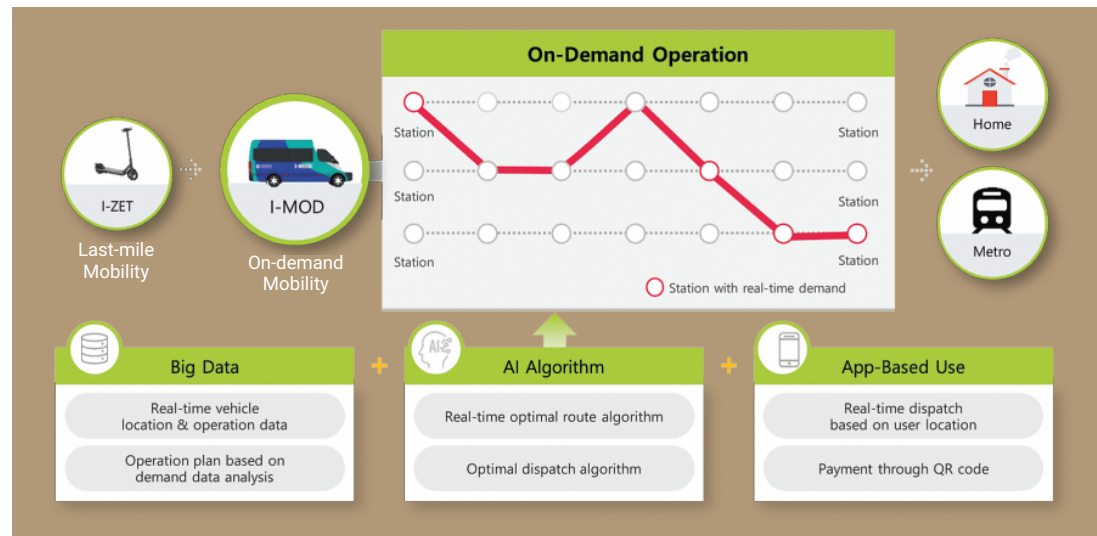 On-Demand Operation
Station
Station
Station
Station
Station
Station
Station with real-time demand
I-ZET
Last-mile
Mobility
I-MOD
I-MOD
On-demand
Mobility
Home
Metro
Big Data
Real-time vehicle
location & operation data
Operation plan based on
demand data analysis
+
AI
AI Algorithm
Real-time optimal route algorithm
Optimal dispatch algorithm
+
App-Based Use
Real-time dispatch
based on user location
Payment through QR code